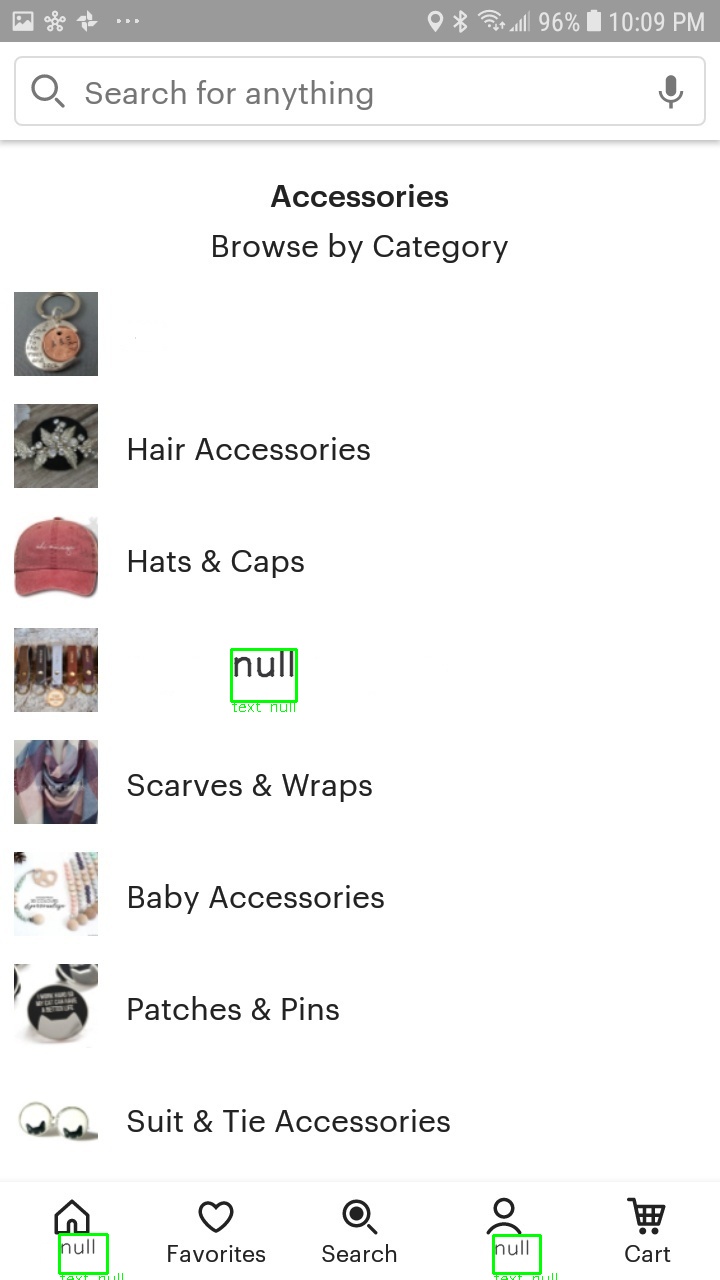 96% 10:09 PM
Search for anything
Accessories
Browse by Category
Hair Accessories
Hats & Caps
null
text null
Scarves & Wraps
Baby Accessories
Patches & Pins
Suit & Tie Accessories
null
Favorites
Search
null
Cart
text null
text null